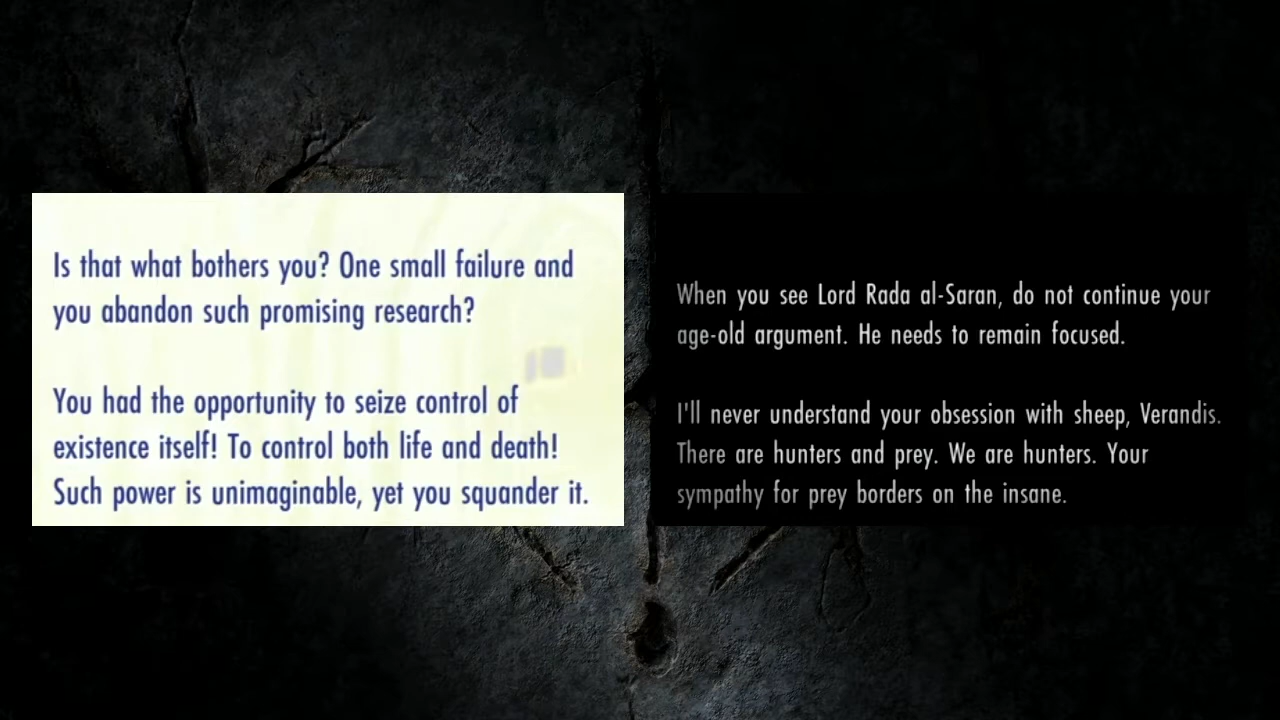 Is that what bothers you? One small failure and
you abandon such promising research?
You had the opportunity to seize control of
existence itself! To control both life and death!
Such power is unimaginable, yet you squander it.
When you see Lord Rada al-Saran, do not continue your
age-old argument. He needs to remain focused.
I'll never understand your obsession with sheep, Verandis.
There are hunters and prey. We are hunters. Your
sympathy for prey borders on the insane.